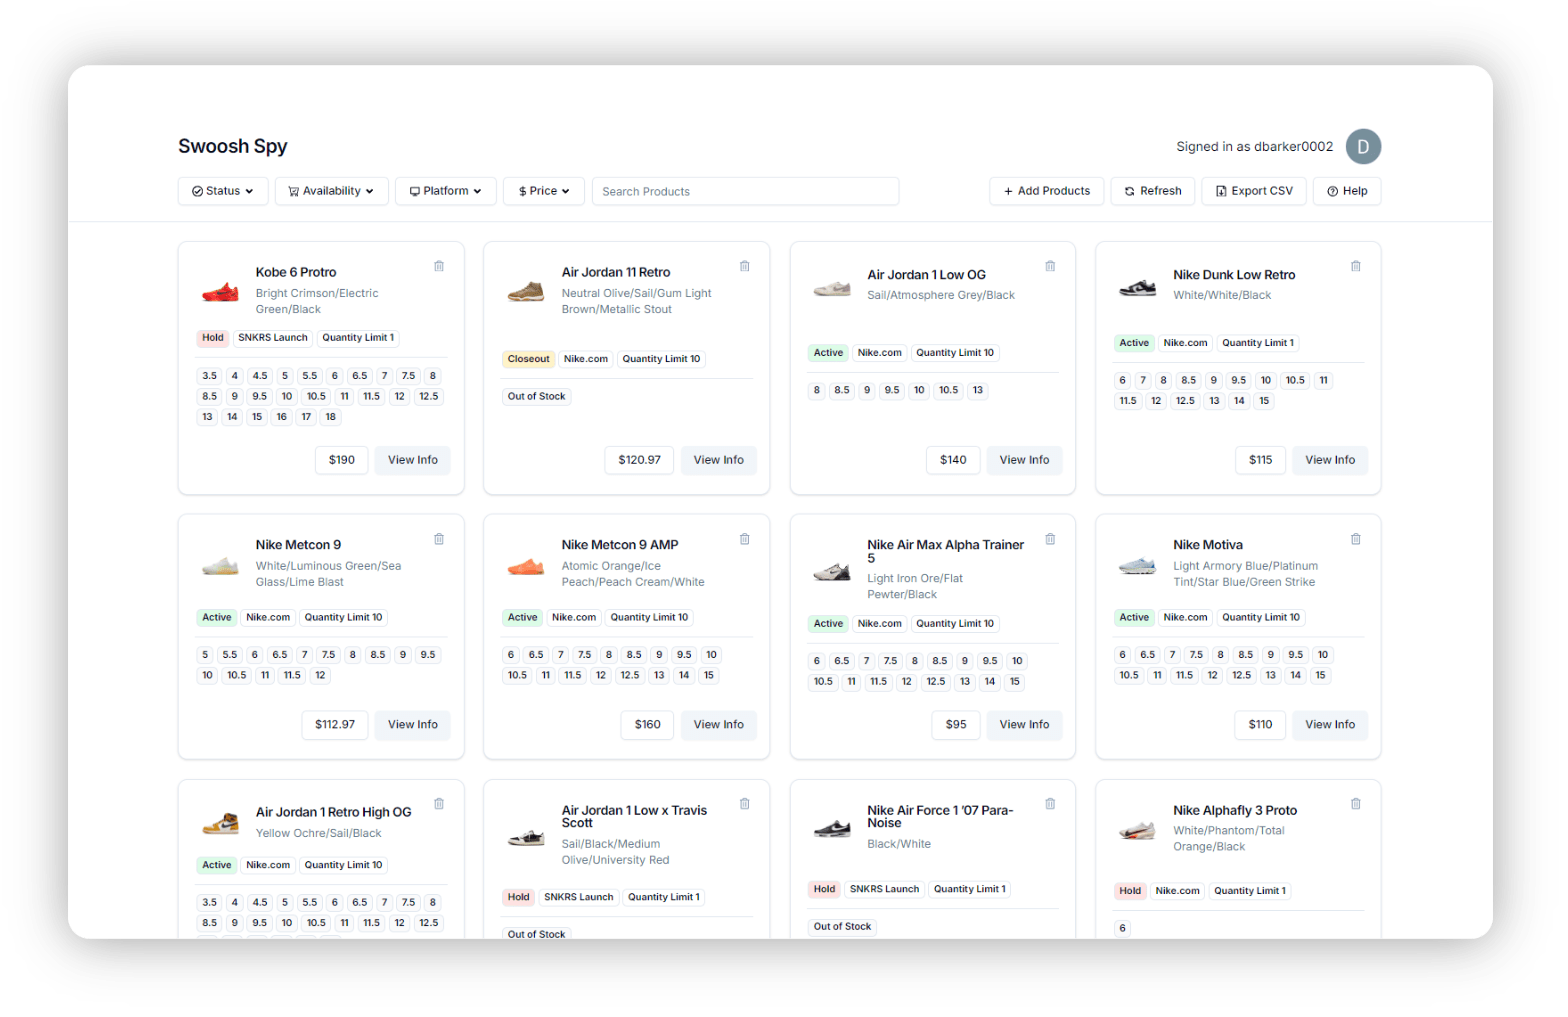 Swoosh Spy
Signed in as dbarker0002
D
Status
Availability
Platform
$ Price
Search Products
+ Add Products
Refresh
Export CSV
Help
Kobe 6 Protro
Bright Crimson/Electric
Green/Black
Hold SNKRS Launch Quantity Limit 1
3.5 4 4.5 5 5.5 6 6.5 7 7.5 8
8.5 9 9.5 10 10.5 11 11.5 12 12.5
13 14 15 16 17 18
$190 View Info
Air Jordan 11 Retro
Neutral Olive/Sail/Gum Light
Brown/Metallic Stout
Closeout Nike.com Quantity Limit 10
Out of Stock
$120.97 View Info
Air Jordan 1 Low OG
Sail/Atmosphere Grey/Black
Active Nike.com Quantity Limit 10
8 8.5 9 9.5 10 10.5 13
$140 View Info
Nike Dunk Low Retro
White/White/Black
Active Nike.com Quantity Limit 1
6 7 8 8.5 9 9.5 10 10.5 11
11.5 12 12.5 13 14 15
$115 View Info
Nike Metcon 9
White/Luminous Green/Sea
Glass/Lime Blast
Active Nike.com Quantity Limit 10
5 5.5 6 6.5 7 7.5 8 8.5 9 9.5
10 10.5 11 11.5 12
$112.97 View Info
Nike Metcon 9 AMP
Atomic Orange/Ice
Peach/Peach Cream/White
Active Nike.com Quantity Limit 10
6 6.5 7 7.5 8 8.5 9 9.5 10
10.5 11 11.5 12 12.5 13 14 15
$160 View Info
Nike Air Max Alpha Trainer
5
Light Iron Ore/Flat
Pewter/Black
Active Nike.com Quantity Limit 10
6 6.5 7 7.5 8 8.5 9 9.5 10
10.5 11 11.5 12 12.5 13 14 15
$95 View Info
Nike Motiva
Light Armory Blue/Platinum
Tint/Star Blue/Green Strike
Active Nike.com Quantity Limit 10
6 6.5 7 7.5 8 8.5 9 9.5 10
10.5 11 11.5 12 12.5 13 14 15
$110 View Info
Air Jordan 1 Retro High OG
Yellow Ochre/Sail/Black
Active Nike.com Quantity Limit 10
3.5 4 4.5 5 5.5 6 6.5 7 7.5 8
8.5 9 9.5 10 10.5 11 11.5 12 12.5
Air Jordan 1 Low x Travis
Scott
Sail/Black/Medium
Olive/University Red
Hold SNKRS Launch Quantity Limit 1
Out of Stock
Nike Air Force 1 '07 Para-
Noise
Black/White
Hold SNKRS Launch Quantity Limit 1
Out of Stock
Nike Alphafly 3 Proto
White/Phantom/Total
Orange/Black
Hold Nike.com Quantity Limit 1
6